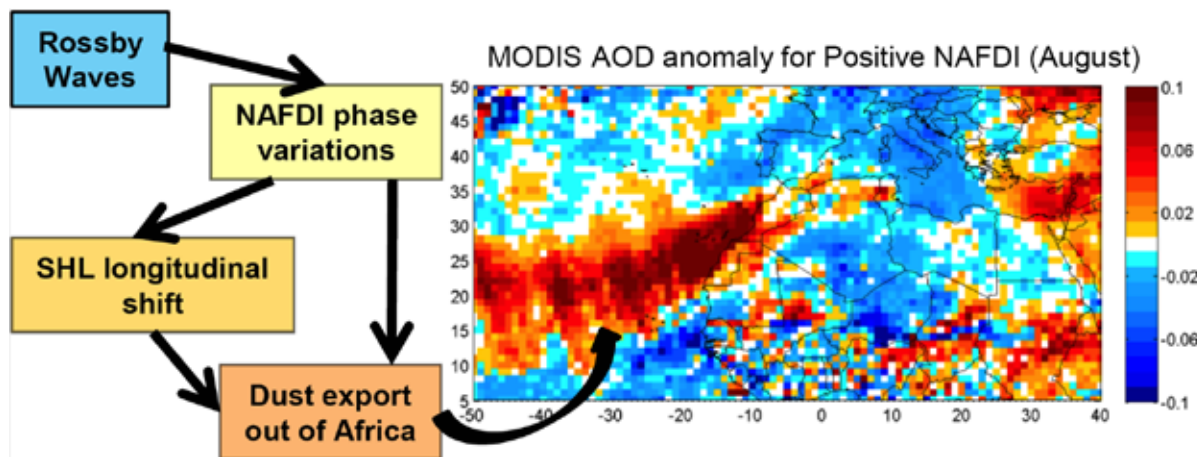 Rossby
Waves
NAFDI phase
variations
SHL longitudinal
shift
Dust export
out of Africa
MODIS AOD anomaly for Positive NAFDI (August)
50
45
40
35
30
25
20
15
10
5
-50
-40
-30
-20
-10
0
10
20
30
40
0.1
0.06
0.02
-0.02
-0.06
-0.1